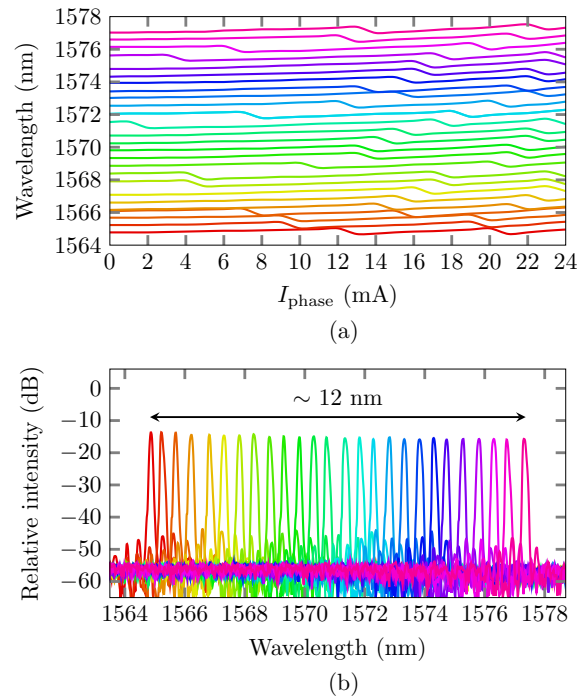 1578
1576
1574
1572
1570
1568
1566
1564
Wavelength (nm)
0 2 4 6 8 10 12 14 16 18 20 22 24
I_phase (mA)
(a)
0
−10
−20
−30
−40
−50
−60
Relative intensity (dB)
∼ 12 nm
1564 1566 1568 1570 1572 1574 1576 1578
Wavelength (nm)
(b)